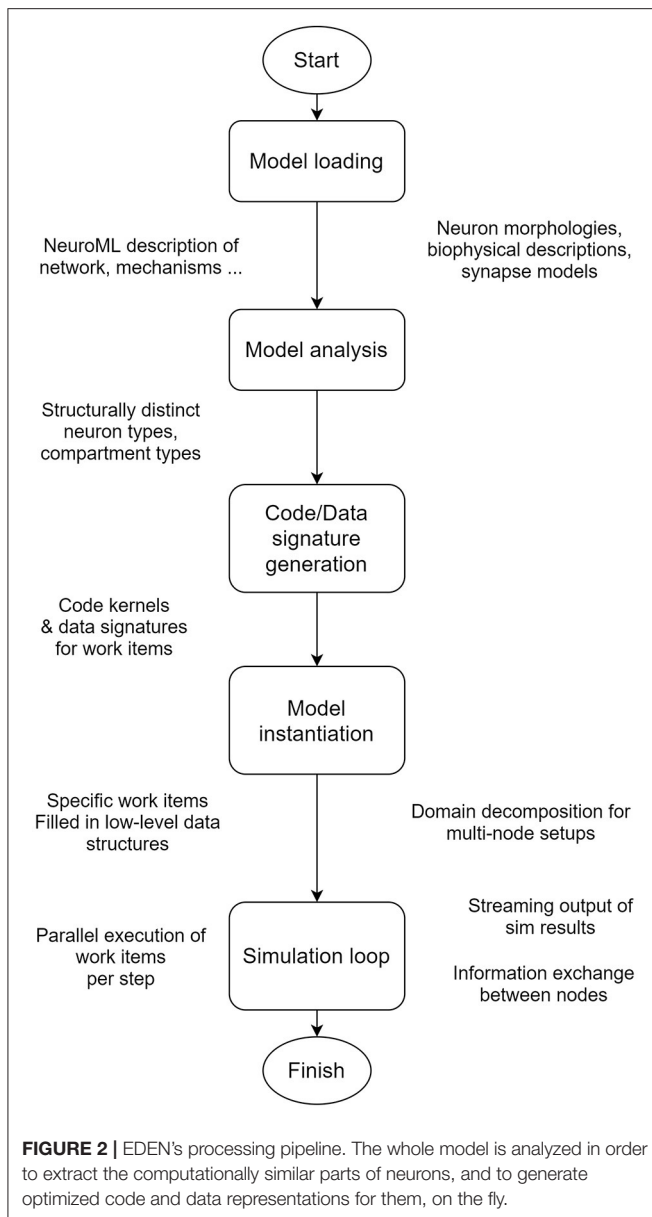 Start
Model loading
NeuroML description of
network, mechanisms ...
Neuron morphologies,
biophysical descriptions,
synapse models
Model analysis
Structurally distinct
neuron types,
compartment types
Code/Data
signature
generation
Code kernels
& data signatures
for work items
Model
instantiation
Specific work items
Filled in low-level data
structures
Domain decomposition for
multi-node setups
Parallel execution of
work items
per step
Simulation loop
Streaming output of
sim results
Information exchange
between nodes
Finish
FIGURE 2 | EDEN's processing pipeline. The whole model is analyzed in order
to extract the computationally similar parts of neurons, and to generate
optimized code and data representations for them, on the fly.